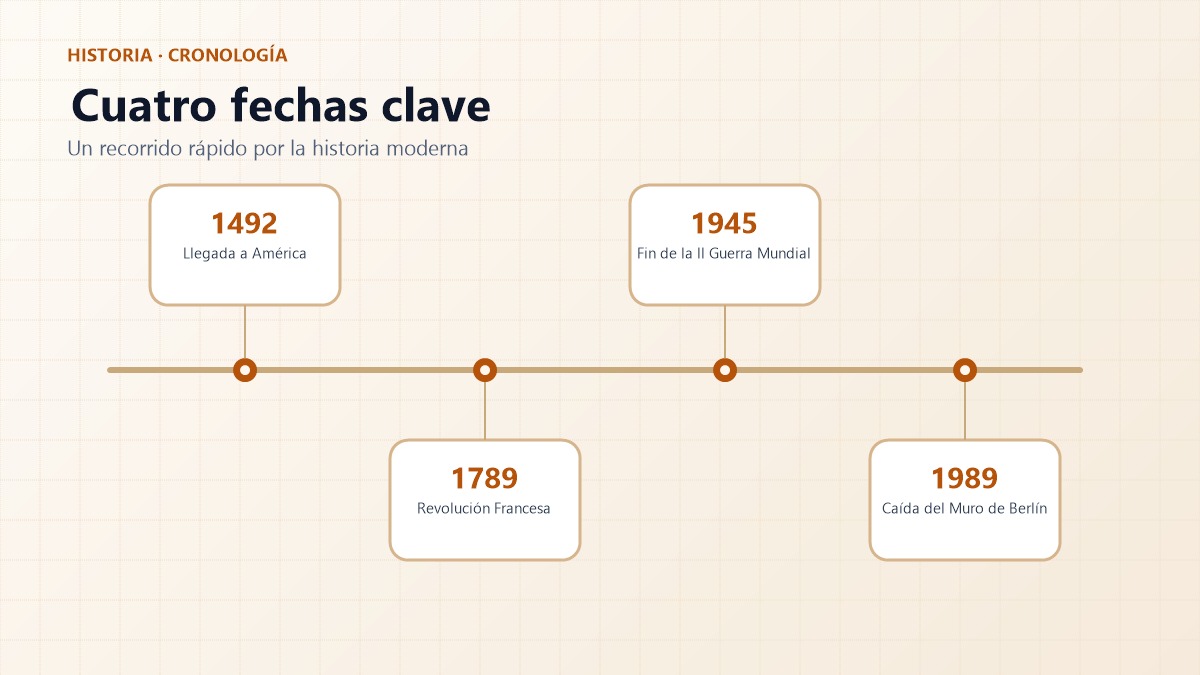 HISTORIA · CRONOLOGÍA
Cuatro fechas clave
Un recorrido rápido por la historia moderna
1492
Llegada a América
1789
Revolución Francesa
1945
Fin de la II Guerra Mundial
1989
Caída del Muro de Berlín